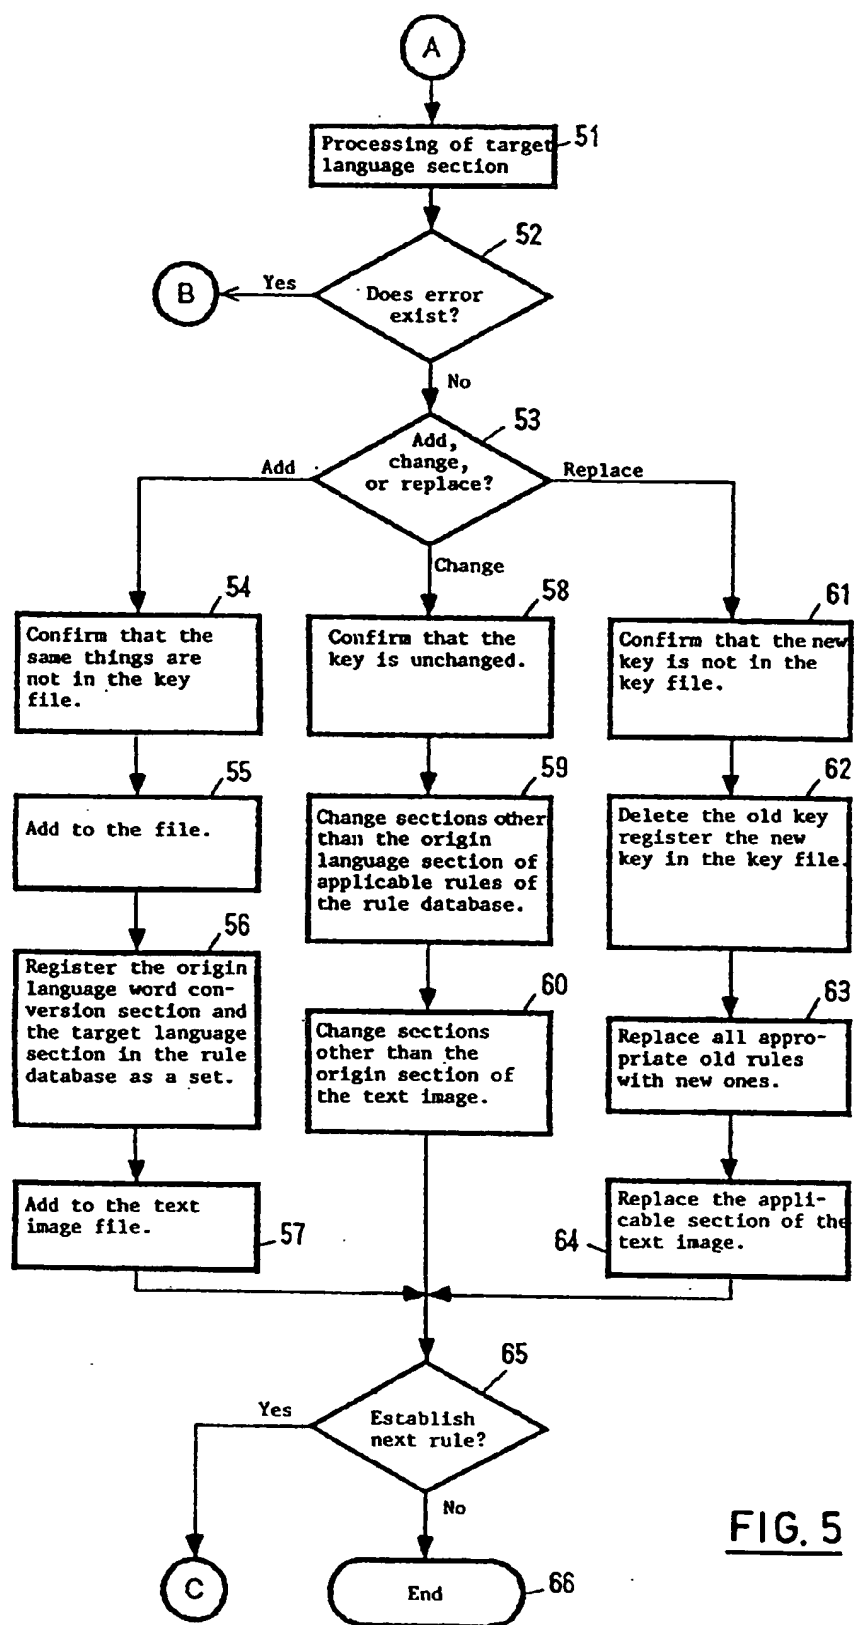 A
Processing of target
language section
51
52
B
Yes
Does error
exist?
No
53
Add,
change,
or replace?
Add
Replace
Change
54
Confirm that the
same things are
not in the key
file.
58
Confirm that the
key is unchanged.
61
Confirm that the new
key is not in the
key file.
55
Add to the file.
59
Change sections other
than the origin
language section of
applicable rules of
the rule database.
62
Delete the old key
register the new
key in the key file.
56
Register the origin
language word con-
version section and
the target language
section in the rule
database as a set.
60
Change sections
other than the
origin section of
the text image.
63
Replace all appro-
priate old rules
with new ones.
Add to the text
image file.
57
Replace the appli-
cable section of the
text image.
64
65
Yes
Establish
next rule?
No
C
End
66
FIG. 5